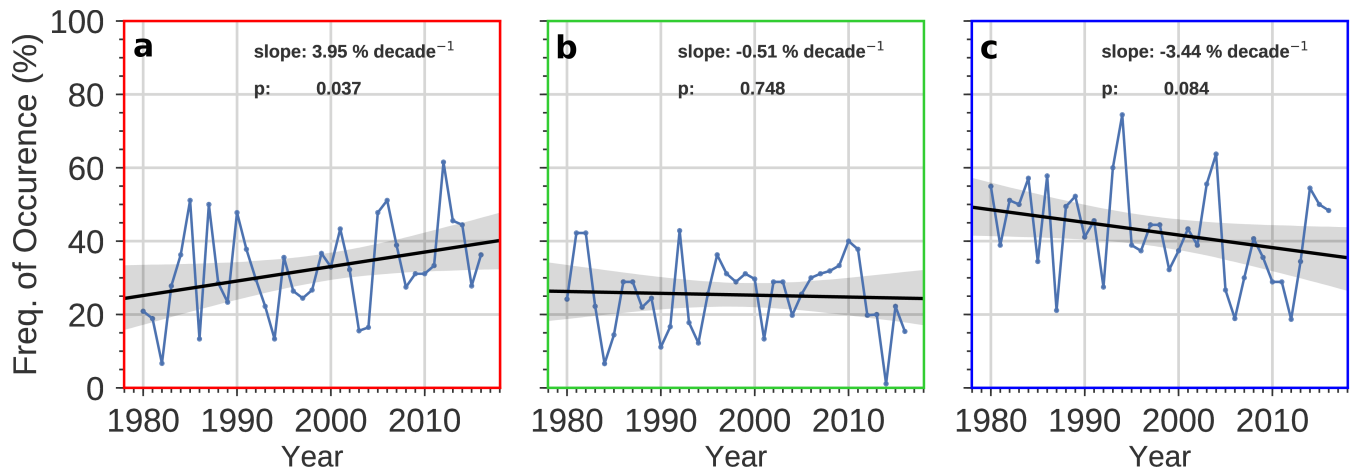 Freq. of Occurence (%)
100
80
60
40
20
0
a
slope: 3.95 % decade⁻¹
p: 0.037
1980 1990 2000 2010
Year
b
slope: -0.51 % decade⁻¹
p: 0.748
1980 1990 2000 2010
Year
c
slope: -3.44 % decade⁻¹
p: 0.084
1980 1990 2000 2010
Year